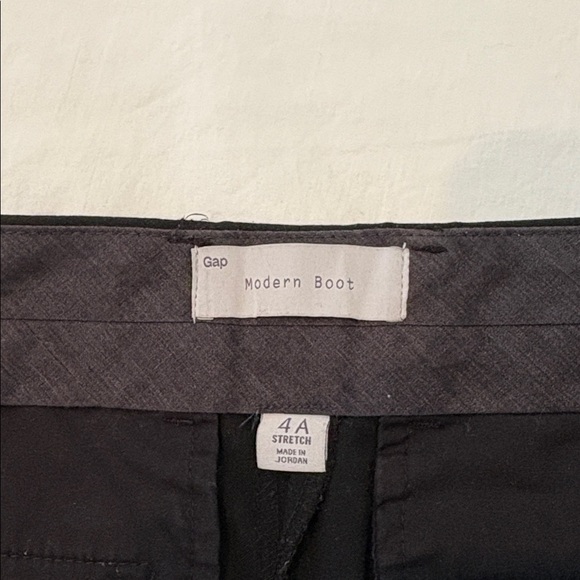 Gap
Modern Boot
4A
STRETCH
MADE IN
JORDAN